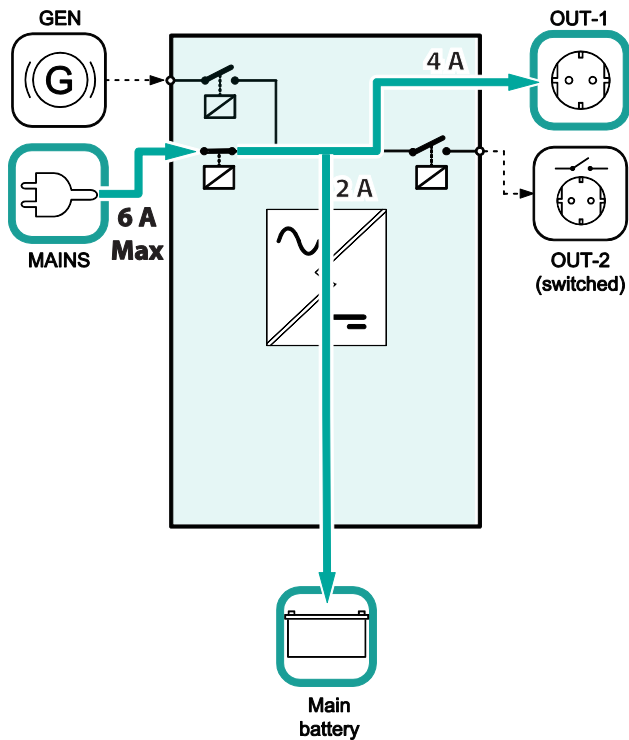 GEN
OUT-1
G
4 A
6 A
Max
MAINS
2 A
OUT-2
(switched)
Main
battery